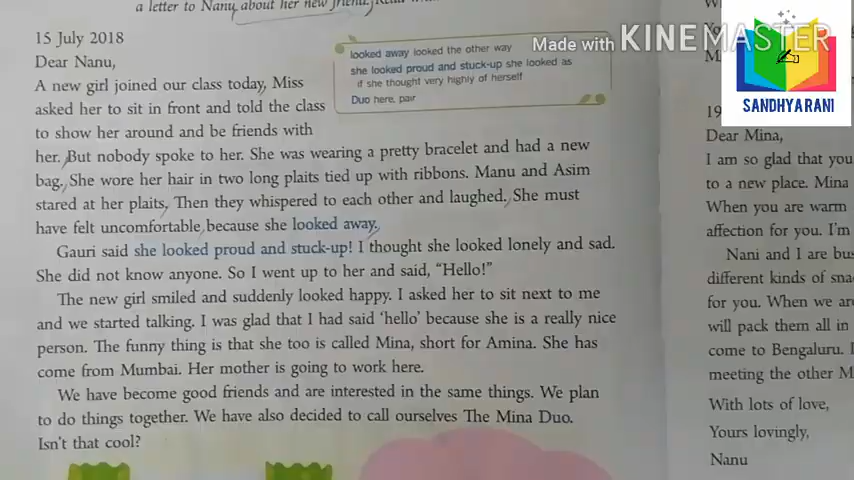 a letter to Nanu about her new friend.
15 July 2018
Dear Nanu,
A new girl joined our class today, Miss
asked her to sit in front and told the class
to show her around and be friends with
her. But nobody spoke to her. She was wearing a pretty bracelet and had a new
bag. She wore her hair in two long plaits tied up with ribbons. Manu and Asim
stared at her plaits. Then they whispered to each other and laughed. She must
have felt uncomfortable because she looked away.
Gauri said she looked proud and stuck-up! I thought she looked lonely and sad.
She did not know anyone. So I went up to her and said, “Hello!”
The new girl smiled and suddenly looked happy. I asked her to sit next to me
and we started talking. I was glad that I had said ‘hello’ because she is a really nice
person. The funny thing is that she too is called Mina, short for Amina. She has
come from Mumbai. Her mother is going to work here.
We have become good friends and are interested in the same things. We plan
to do things together. We have also decided to call ourselves The Mina Duo.
Isn't that cool?
looked away looked the other way
she looked proud and stuck-up she looked as
if she thought very highly of herself
Duo here, pair
Made with KINEMASTER
SANDHYARANI
19
Dear Mina,
I am so glad that you
to a new place. Mina
When you are warm
affection for you. I'm
Nani and I are bus
different kinds of sna
for you. When we are
will pack them all in
come to Bengaluru. I
meeting the other M
With lots of love,
Yours lovingly,
Nanu